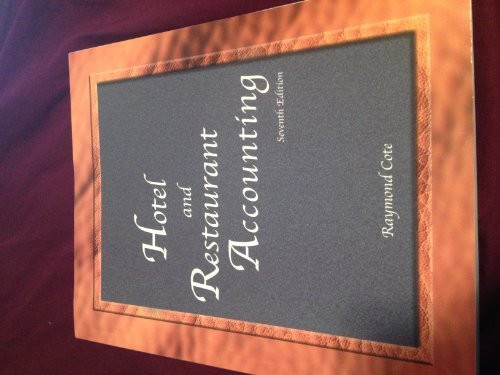 Hotel
and
Restaurant
Accounting
Seventh Edition
Raymond Cote